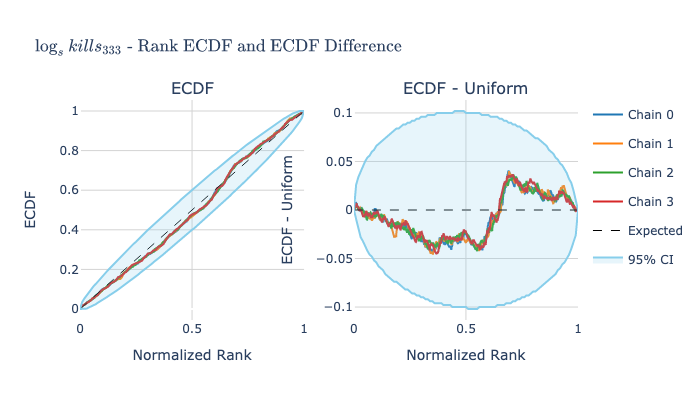 log_s kills_333 - Rank ECDF and ECDF Difference
ECDF
ECDF
1
0.8
0.6
0.4
0.2
0
0
0.5
1
Normalized Rank
ECDF - Uniform
ECDF - Uniform
0.1
0.05
0
−0.05
−0.1
0
0.5
1
Normalized Rank
Chain 0
Chain 1
Chain 2
Chain 3
Expected
95% CI